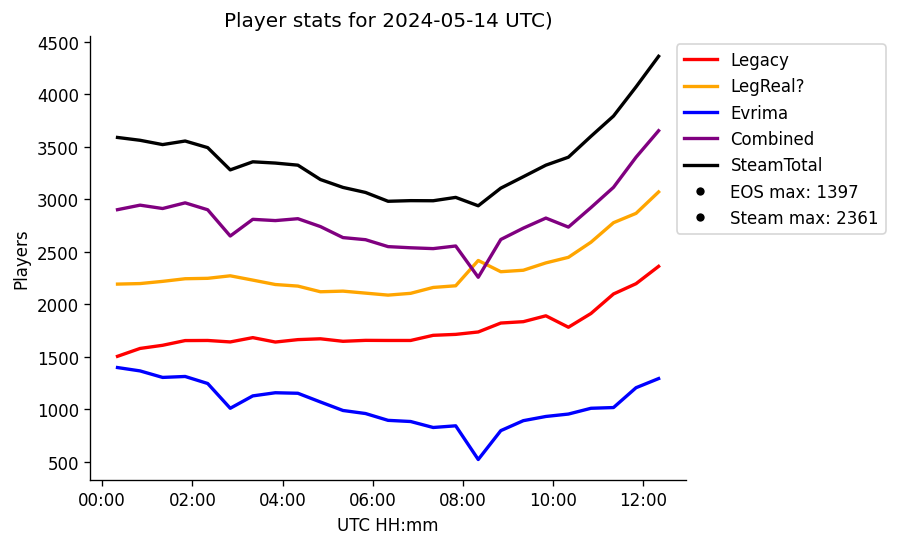 Player stats for 2024-05-14 UTC)
4500
4000
3500
3000
2500
2000
1500
1000
500
Players
00:00 02:00 04:00 06:00 08:00 10:00 12:00
UTC HH:mm
Legacy
LegReal?
Evrima
Combined
SteamTotal
EOS max: 1397
Steam max: 2361